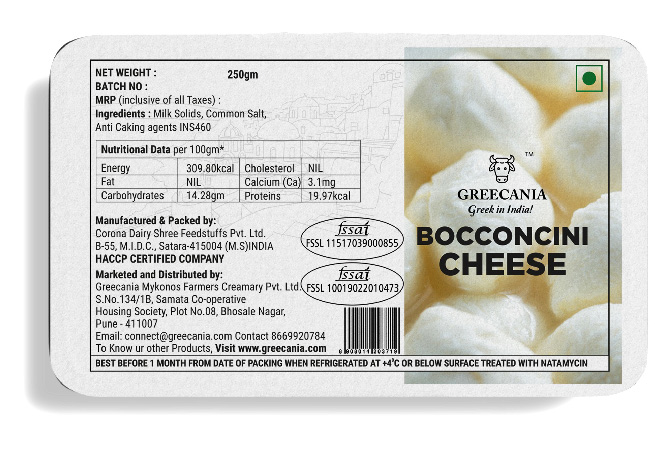 NET WEIGHT : 250gm
BATCH NO :
MRP (inclusive of all Taxes) :
Ingredients : Milk Solids, Common Salt,
Anti Caking agents INS460
Nutritional Data per 100gm*
Energy 309.80kcal Cholesterol NIL
Fat NIL Calcium (Ca) 3.1mg
Carbohydrates 14.28gm Proteins 19.97kcal
Manufactured & Packed by:
Corona Dairy Shree Feedstuffs Pvt. Ltd.
B-55, M.I.D.C., Satara-415004 (M.S)INDIA
HACCP CERTIFIED COMPANY
fssai
FSSL 11517039000855
Marketed and Distributed by:
Greecania Mykonos Farmers Creamary Pvt. Ltd.
S.No.134/1B, Samata Co-operative
Housing Society, Plot No.08, Bhosale Nagar,
Pune - 411007
fssai
FSSL 10019022010473
Email: connect@greecania.com Contact 8669920784
To Know ur other Products, Visit www.greecania.com
BEST BEFORE 1 MONTH FROM DATE OF PACKING WHEN REFRIGERATED AT +4°C OR BELOW SURFACE TREATED WITH NATAMYCIN
TM
GREECANIA
Greek in India!
BOCCONCINI
CHEESE